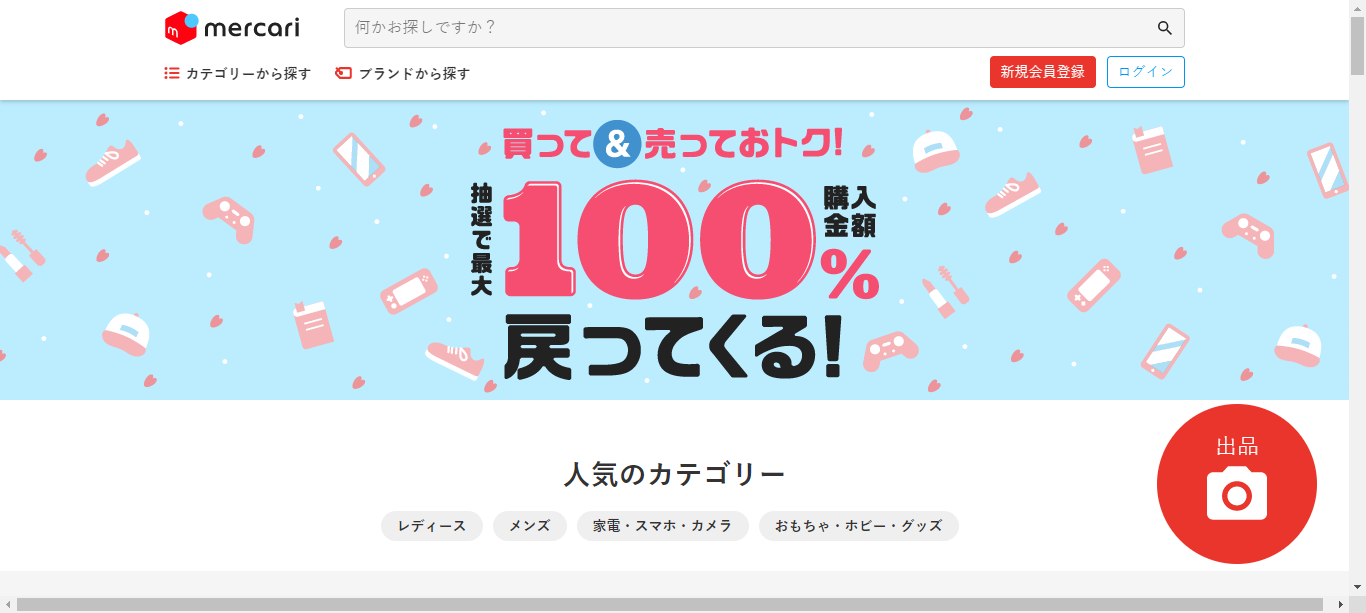 mercari
何かお探しですか？
カテゴリーから探す
ブランドから探す
新規会員登録
ログイン
買って&売っておトク!
抽選で最大
100%
購入
金額
戻ってくる!
出品
人気のカテゴリー
レディース
メンズ
家電・スマホ・カメラ
おもちゃ・ホビー・グッズ